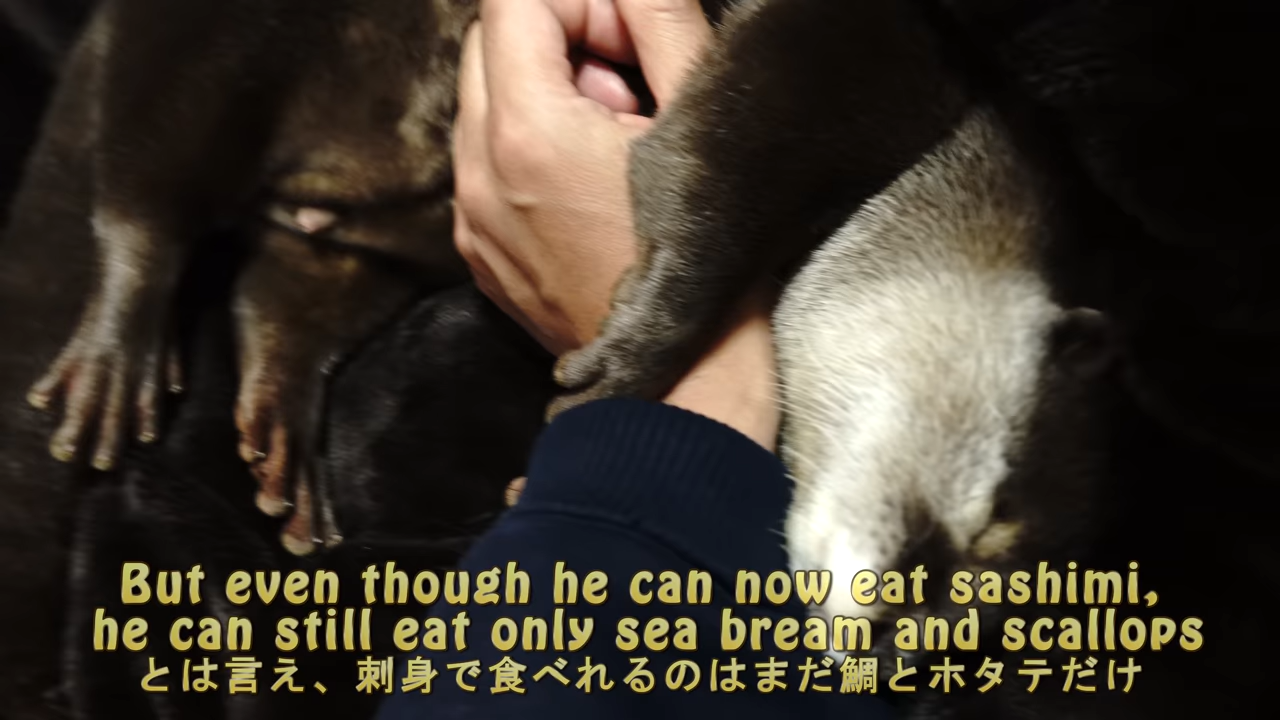 But even though he can now eat sashimi,
he can still eat only sea bream and scallops
とは言え、刺身で食べれるのはまだ鯛とホタテだけ